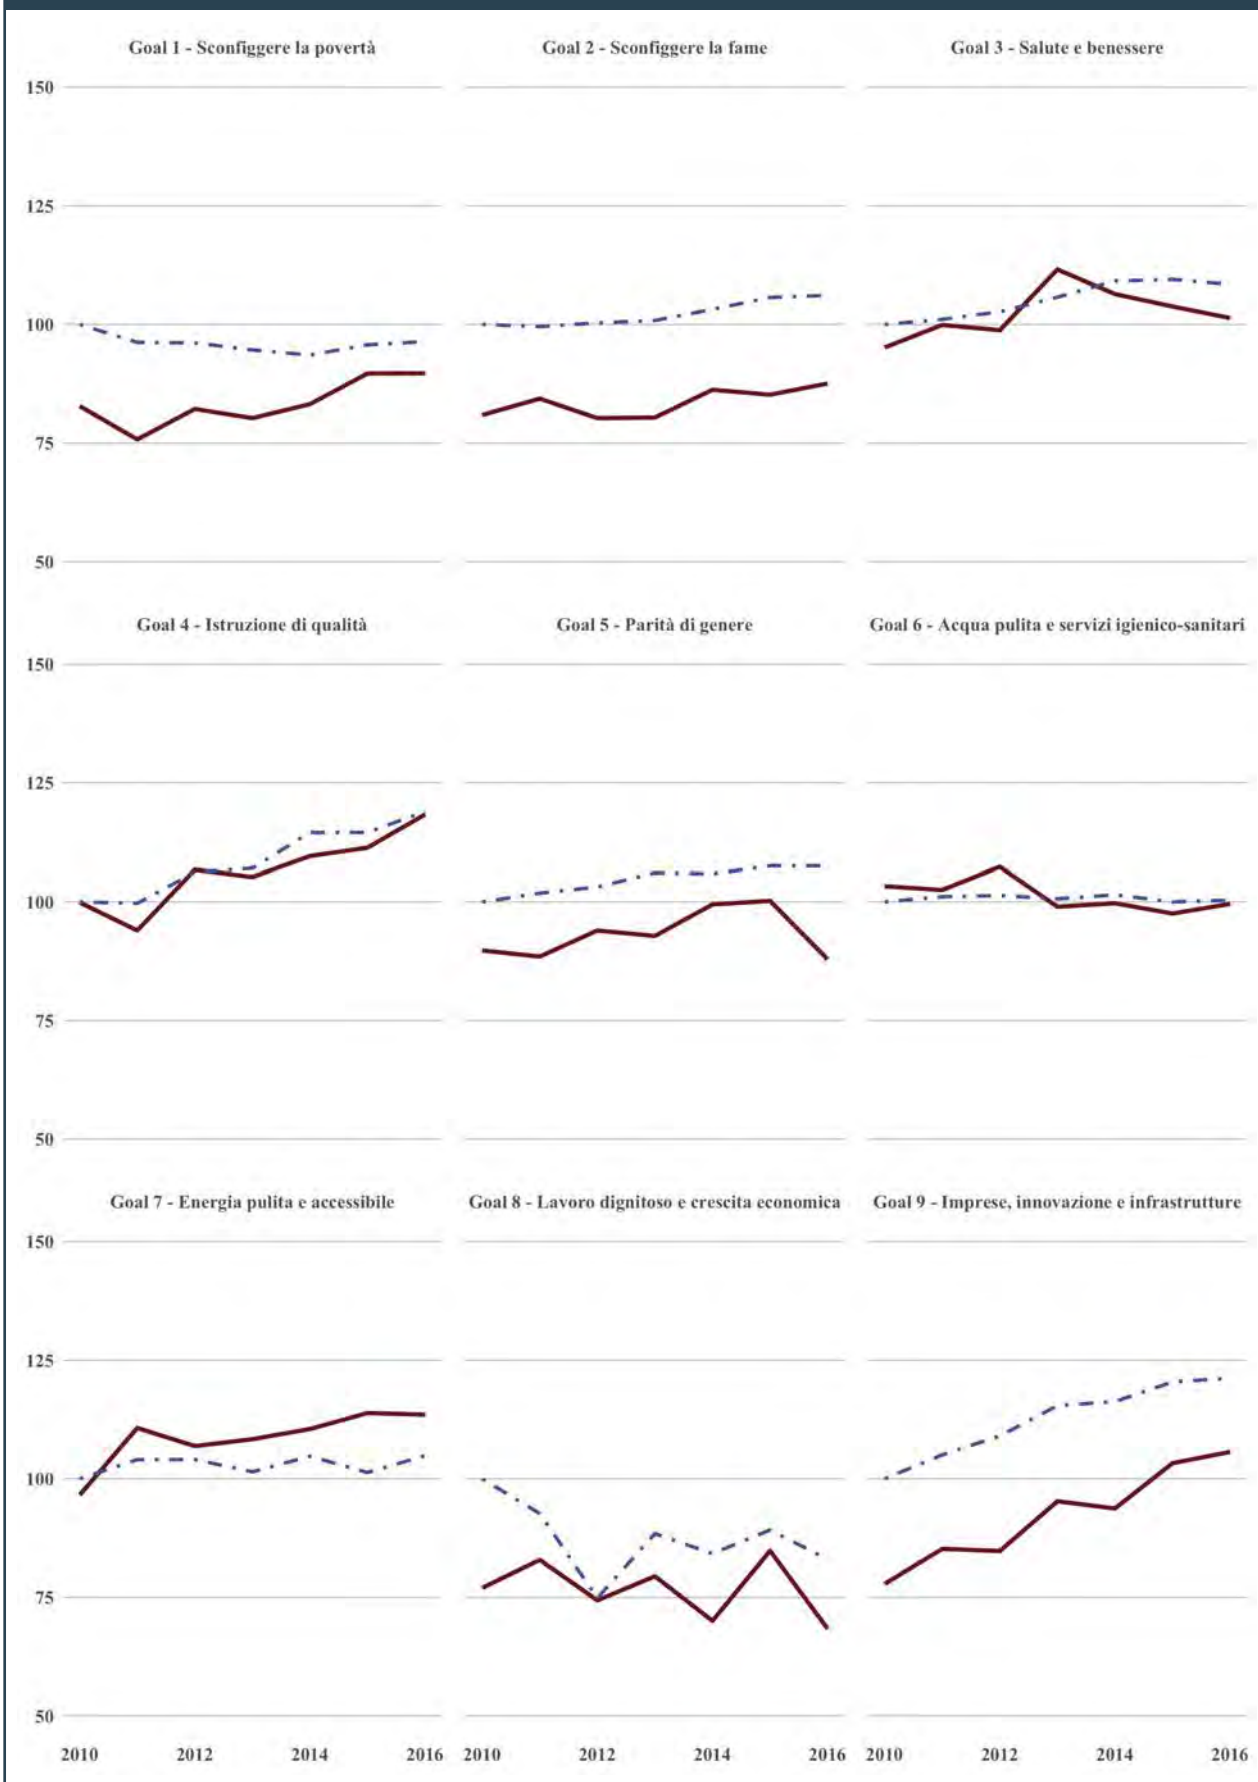 Goal 1 - Sconfiggere la povertà
Goal 2 - Sconfiggere la fame
Goal 3 - Salute e benessere
150
125
100
75
50
Goal 4 - Istruzione di qualità
Goal 5 - Parità di genere
Goal 6 - Acqua pulita e servizi igienico-sanitari
150
125
100
75
50
Goal 7 - Energia pulita e accessibile
Goal 8 - Lavoro dignitoso e crescita economica
Goal 9 - Imprese, innovazione e infrastrutture
150
125
100
75
50
2010 2012 2014 2016
2010 2012 2014 2016
2010 2012 2014 2016